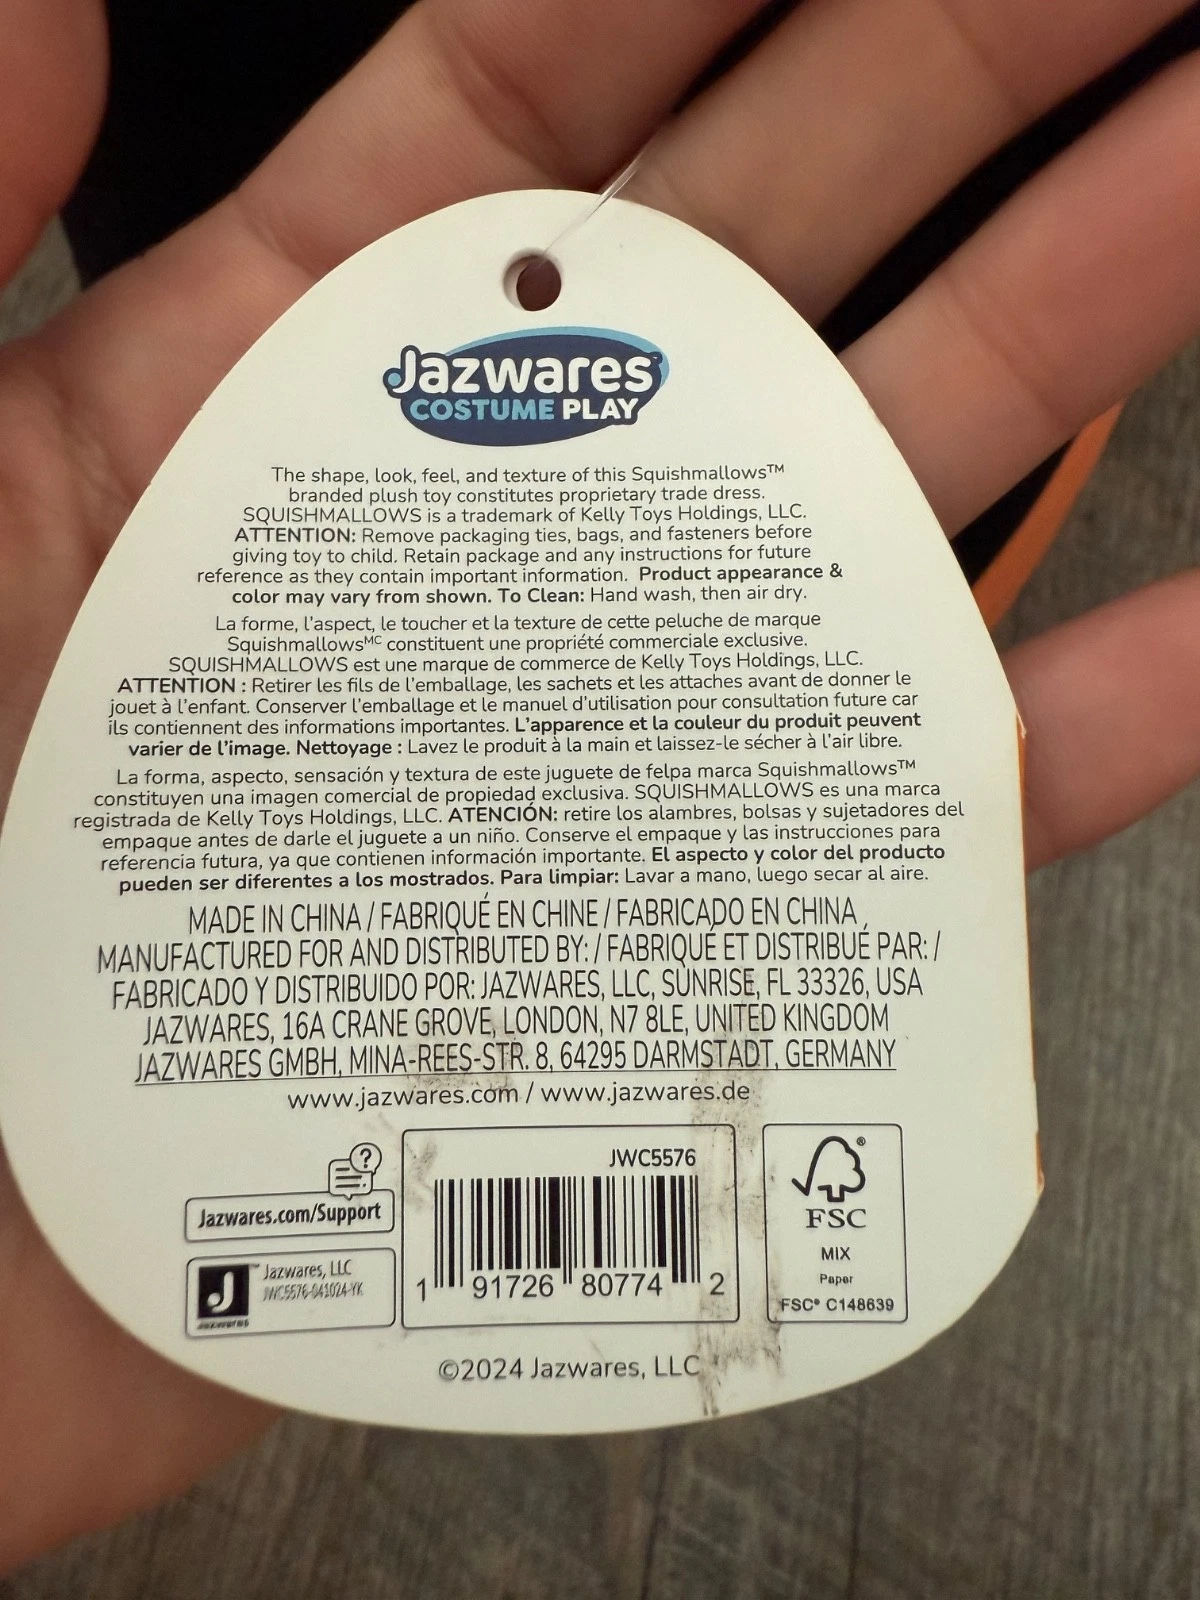 Jazwares™
COSTUME PLAY
The shape, look, feel, and texture of this Squishmallows™
branded plush toy constitutes proprietary trade dress.
SQUISHMALLOWS is a trademark of Kelly Toys Holdings, LLC.
ATTENTION: Remove packaging ties, bags, and fasteners before
giving toy to child. Retain package and any instructions for future
reference as they contain important information. Product appearance &
color may vary from shown. To Clean: Hand wash, then air dry.
La forme, l'aspect, le toucher et la texture de cette peluche de marque
Squishmallowsᴹᶜ constituent une propriété commerciale exclusive.
SQUISHMALLOWS est une marque de commerce de Kelly Toys Holdings, LLC.
ATTENTION : Retirer les fils de l'emballage, les sachets et les attaches avant de donner le
jouet à l'enfant. Conserver l'emballage et le manuel d'utilisation pour consultation future car
ils contiennent des informations importantes. L'apparence et la couleur du produit peuvent
varier de l'image. Nettoyage : Lavez le produit à la main et laissez-le sécher à l'air libre.
La forma, aspecto, sensación y textura de este juguete de felpa marca Squishmallows™
constituyen una imagen comercial de propiedad exclusiva. SQUISHMALLOWS es una marca
registrada de Kelly Toys Holdings, LLC. ATENCIÓN: retire los alambres, bolsas y sujetadores del
empaque antes de darle el juguete a un niño. Conserve el empaque y las instrucciones para
referencia futura, ya que contienen información importante. El aspecto y color del producto
pueden ser diferentes a los mostrados. Para limpiar: Lavar a mano, luego secar al aire.
MADE IN CHINA / FABRIQUÉ EN CHINE / FABRICADO EN CHINA
MANUFACTURED FOR AND DISTRIBUTED BY: / FABRIQUÉ ET DISTRIBUÉ PAR: /
FABRICADO Y DISTRIBUIDO POR: JAZWARES, LLC, SUNRISE, FL 33326, USA
JAZWARES, 16A CRANE GROVE, LONDON, N7 8LE, UNITED KINGDOM
JAZWARES GMBH, MINA-REES-STR. 8, 64295 DARMSTADT, GERMANY
www.jazwares.com / www.jazwares.de
?
Jazwares.com/Support
J™
jazwares
Jazwares, LLC
JWC5576-041024-YK
JWC5576
1 91726 80774 2
®
FSC
MIX
Paper
FSC® C148639
©2024 Jazwares, LLC